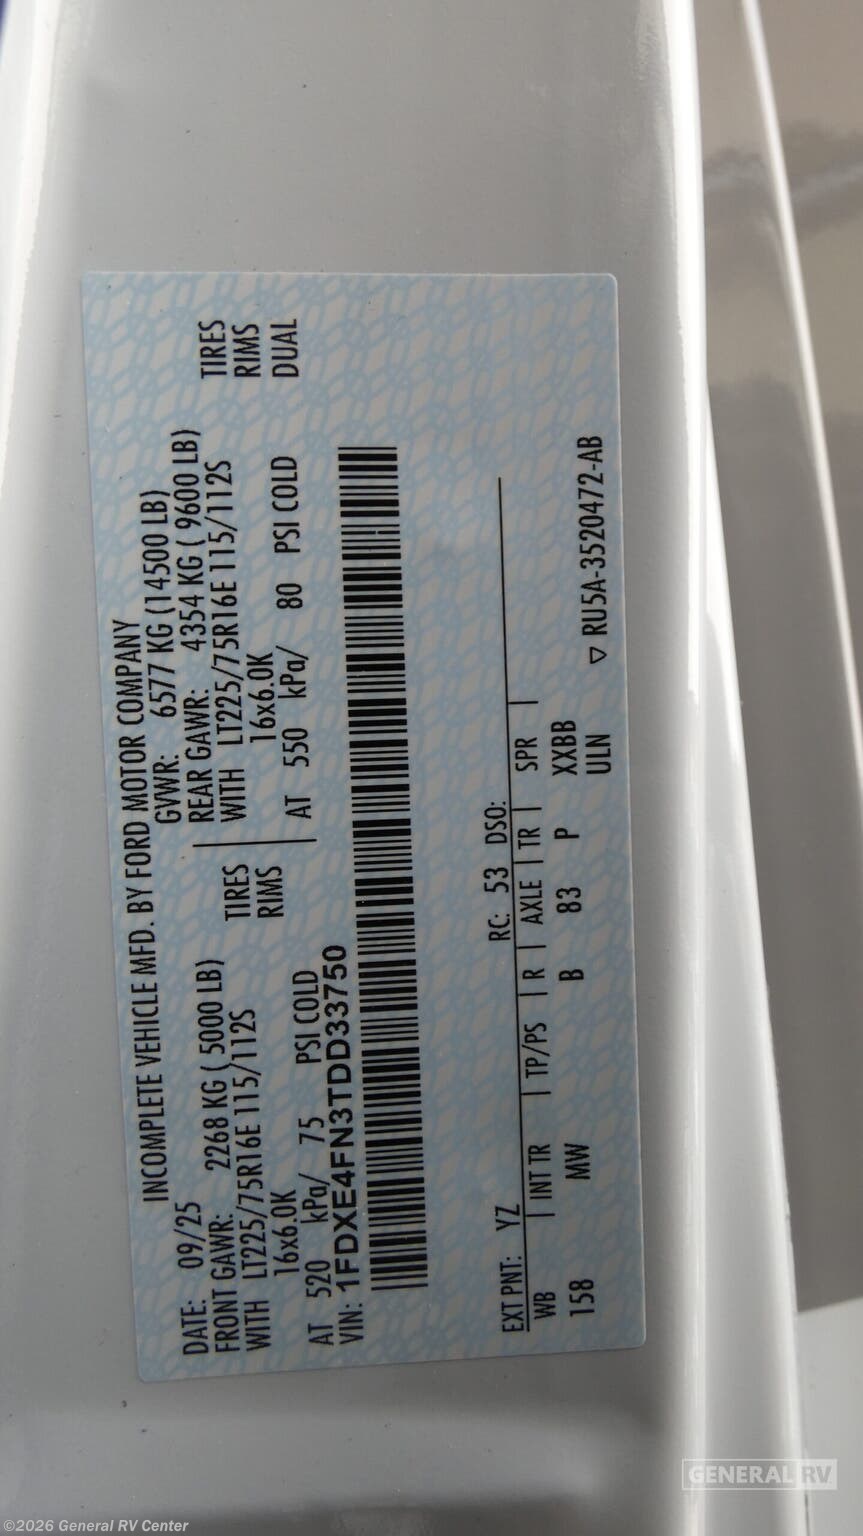 INCOMPLETE VEHICLE MFD. BY FORD MOTOR COMPANY
DATE: 09/25 GVWR: 6577 KG (14500 LB)
FRONT GAWR: 2268 KG ( 5000 LB) REAR GAWR: 4354 KG ( 9600 LB)
WITH LT225/75R16E 115/112S TIRES WITH LT225/75R16E 115/112S TIRES
16x6.0K RIMS 16x6.0K RIMS
AT 520 kPa/ 75 PSI COLD AT 550 kPa/ 80 PSI COLD DUAL
VIN: 1FDXE4FN3TDD33750
EXT PNT: YZ RC: 53 DSO:
WB | INT TR | TP/PS | R | AXLE | TR | SPR |
158 MW B 83 P XXBB
ULN ▽ RU5A-3520472-AB
GENERAL RV
©2026 General RV Center